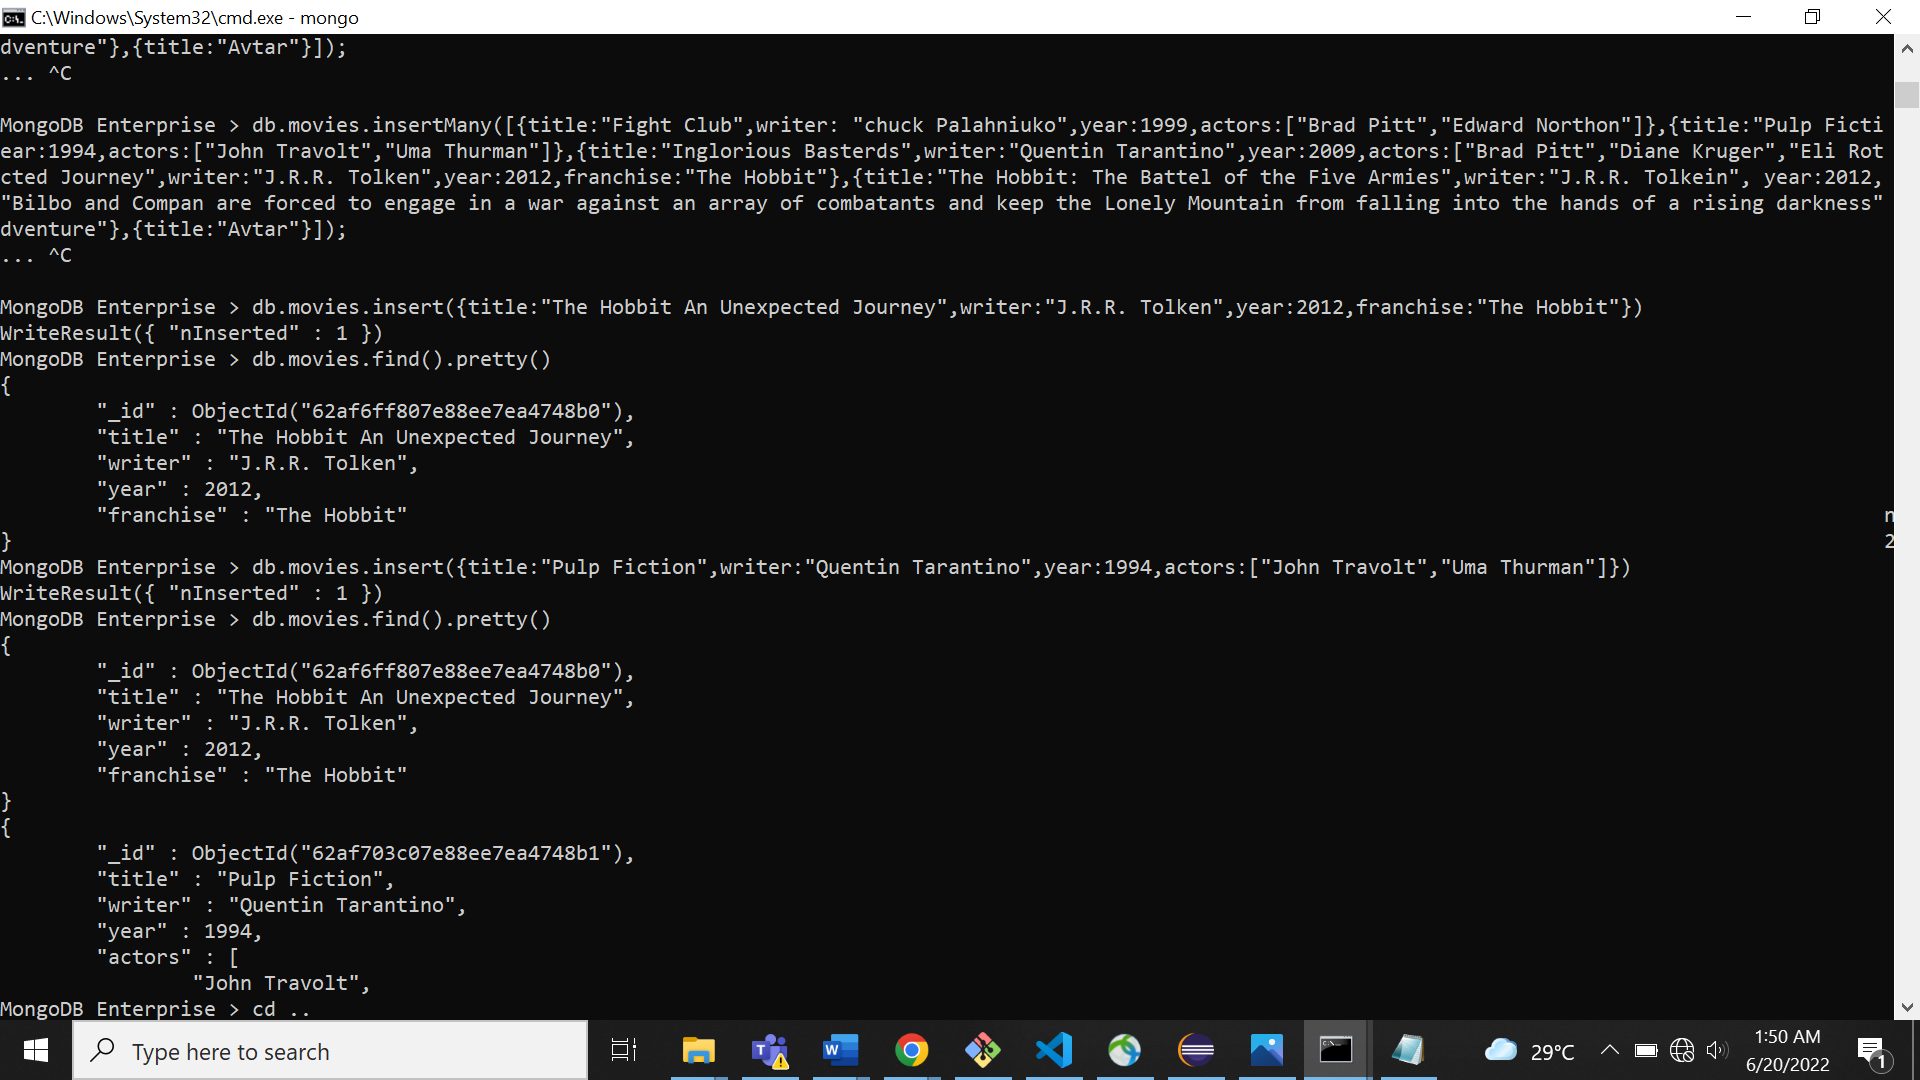 C:\Windows\System32\cmd.exe - mongo
dventure"},{title:"Avtar"}]);
... ^C
MongoDB Enterprise > db.movies.insertMany([{title:"Fight Club",writer: "chuck Palahniuko",year:1999,actors:["Brad Pitt","Edward Northon"]},{title:"Pulp Ficti
ear:1994,actors:["John Travolt","Uma Thurman"]},{title:"Inglorious Basterds",writer:"Quentin Tarantino",year:2009,actors:["Brad Pitt","Diane Kruger","Eli Rot
cted Journey",writer:"J.R.R. Tolken",year:2012,franchise:"The Hobbit"},{title:"The Hobbit: The Battel of the Five Armies",writer:"J.R.R. Tolkein", year:2012,
"Bilbo and Compan are forced to engage in a war against an array of combatants and keep the Lonely Mountain from falling into the hands of a rising darkness"
dventure"},{title:"Avtar"}]);
... ^C
MongoDB Enterprise > db.movies.insert({title:"The Hobbit An Unexpected Journey",writer:"J.R.R. Tolken",year:2012,franchise:"The Hobbit"})
WriteResult({ "nInserted" : 1 })
MongoDB Enterprise > db.movies.find().pretty()
{
"_id" : ObjectId("62af6ff807e88ee7ea4748b0"),
"title" : "The Hobbit An Unexpected Journey",
"writer" : "J.R.R. Tolken",
"year" : 2012,
"franchise" : "The Hobbit"
n
}
2
MongoDB Enterprise > db.movies.insert({title:"Pulp Fiction",writer:"Quentin Tarantino",year:1994,actors:["John Travolt","Uma Thurman"]})
WriteResult({ "nInserted" : 1 })
MongoDB Enterprise > db.movies.find().pretty()
{
"_id" : ObjectId("62af6ff807e88ee7ea4748b0"),
"title" : "The Hobbit An Unexpected Journey",
"writer" : "J.R.R. Tolken",
"year" : 2012,
"franchise" : "The Hobbit"
}
{
"_id" : ObjectId("62af703c07e88ee7ea4748b1"),
"title" : "Pulp Fiction",
"writer" : "Quentin Tarantino",
"year" : 1994,
"actors" : [
"John Travolt",
MongoDB Enterprise > cd ..
Type here to search
29°C
1:50 AM
6/20/2022
1